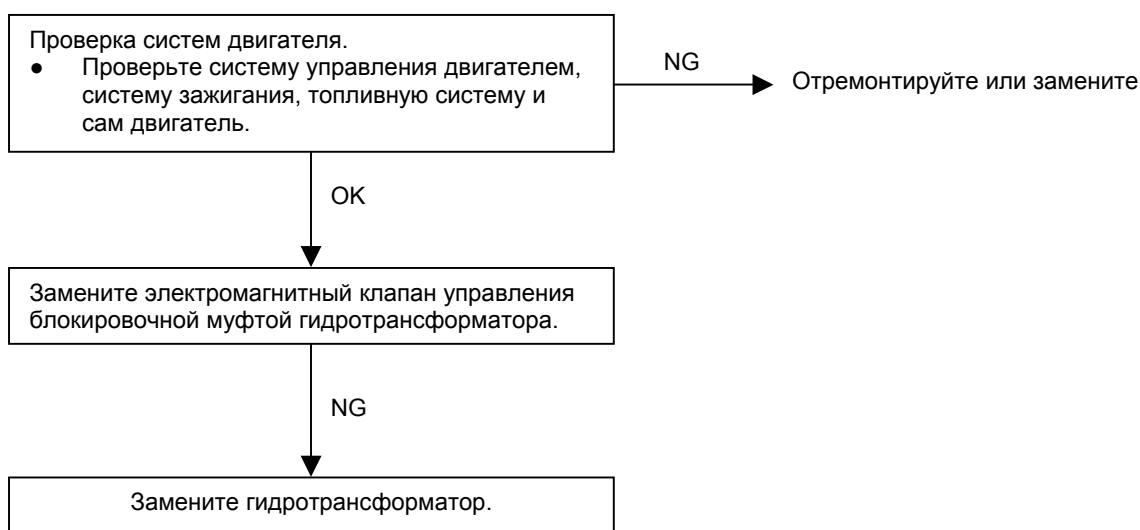 Проверка систем двигателя.
● Проверьте систему управления двигателем,
систему зажигания, топливную систему и
сам двигатель.
NG
Отремонтируйте или замените
OK
Замените электромагнитный клапан управления
блокировочной муфтой гидротрансформатора.
NG
Замените гидротрансформатор.